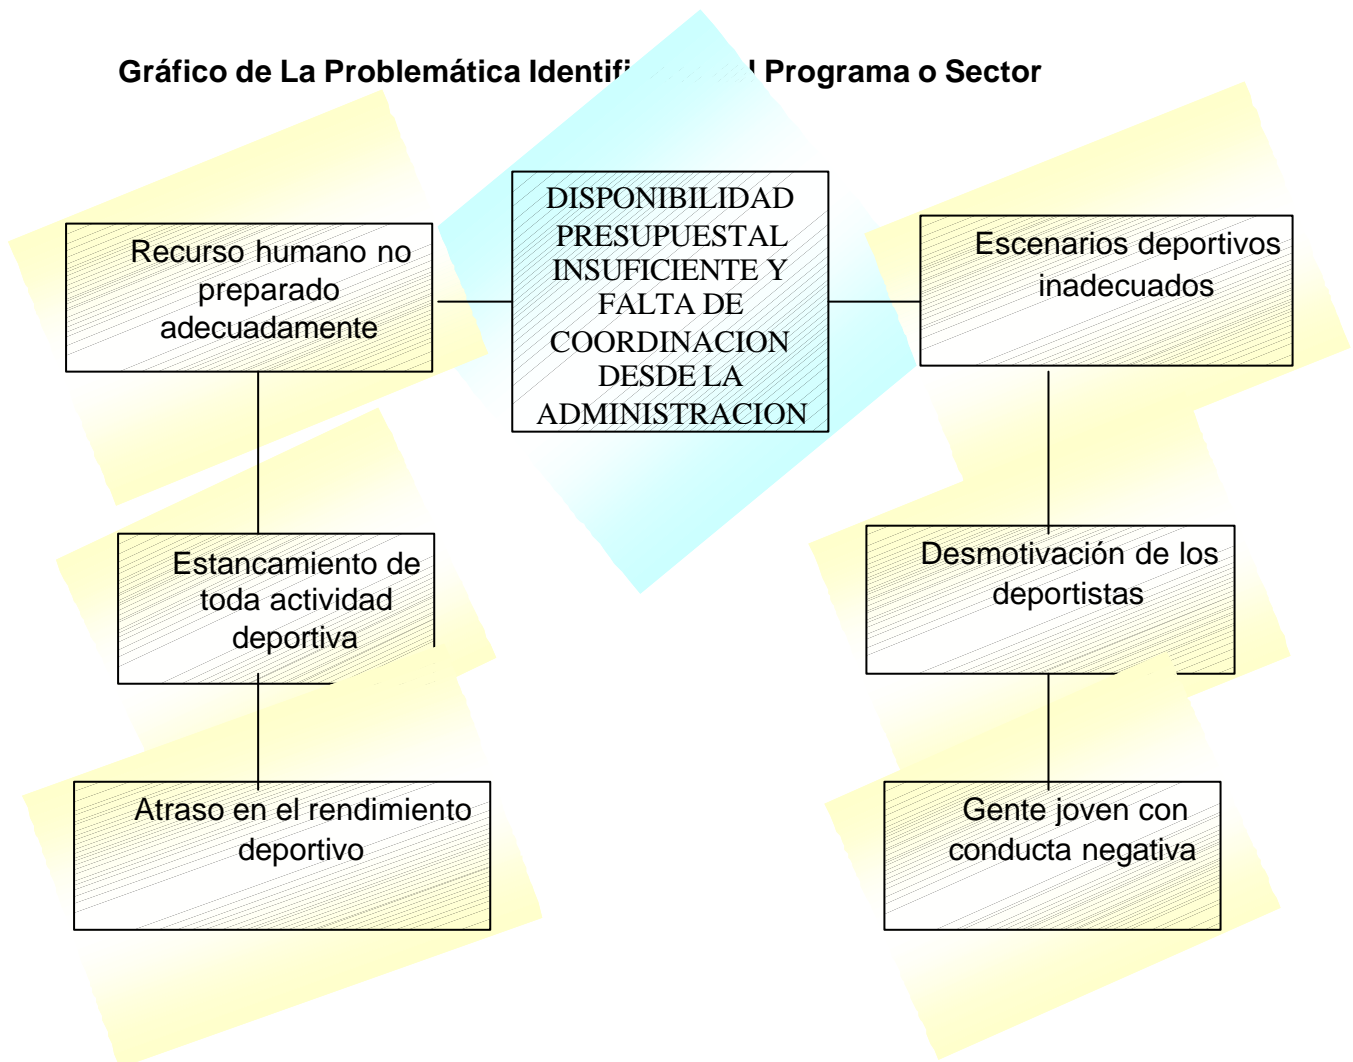 Gráfico de La Problemática Identifi Programa o Sector
DISPONIBILIDAD
PRESUPUESTAL
INSUFICIENTE Y
FALTA DE
COORDINACION
DESDE LA
ADMINISTRACION
Recurso humano no
preparado
adecuadamente
Escenarios deportivos
inadecuados
Estancamiento de
toda actividad
deportiva
Desmotivación de los
deportistas
Atraso en el rendimiento
deportivo
Gente joven con
conducta negativa